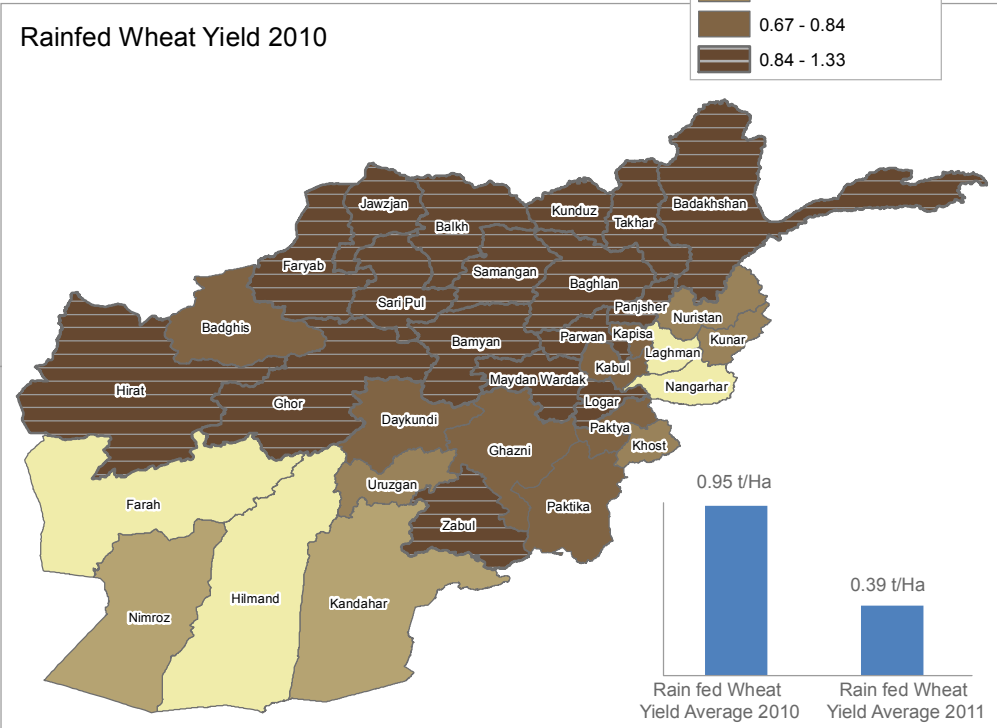 0.67 - 0.84
0.84 - 1.33
Rainfed Wheat Yield 2010
Jawzjan
Balkh
Kunduz
Takhar
Badakhshan
Faryab
Samangan
Baghlan
Sari Pul
Panjsher
Nuristan
Badghis
Bamyan
Parwan
Kapisa
Kunar
Laghman
Kabul
Maydan Wardak
Nangarhar
Hirat
Ghor
Logar
Daykundi
Paktya
Ghazni
Khost
Uruzgan
Farah
Zabul
Paktika
Hilmand
Kandahar
Nimroz
0.95 t/Ha
0.39 t/Ha
Rain fed Wheat
Yield Average 2010
Rain fed Wheat
Yield Average 2011